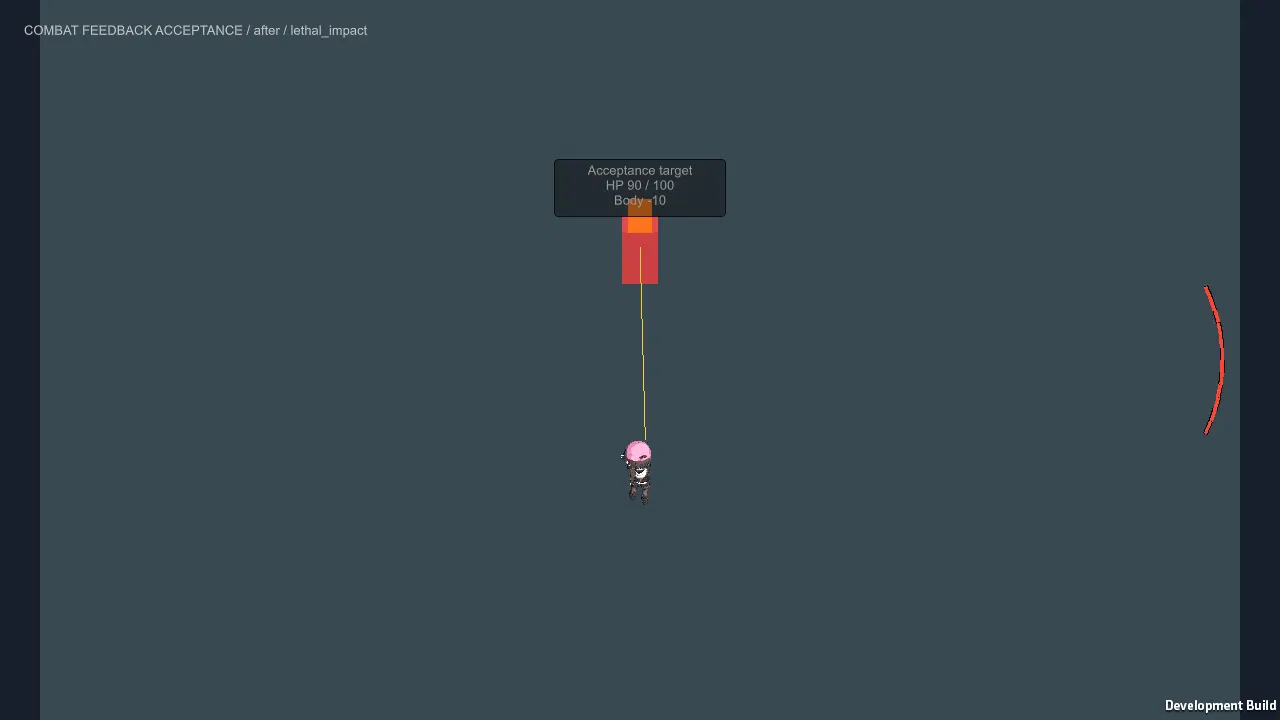 COMBAT FEEDBACK ACCEPTANCE / after / lethal_impact
Acceptance target
HP 90 / 100
Body -10
Development Build